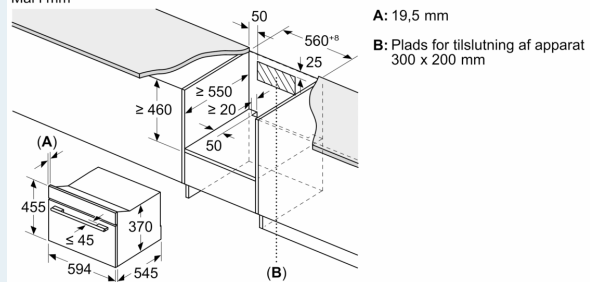 Mål i mm
50
560+8
25
≥ 550
≥ 460
≥ 20
50
(A)
455
370
≤ 45
594
545
(B)
A: 19,5 mm
B: Plads for tilslutning af apparat
300 x 200 mm